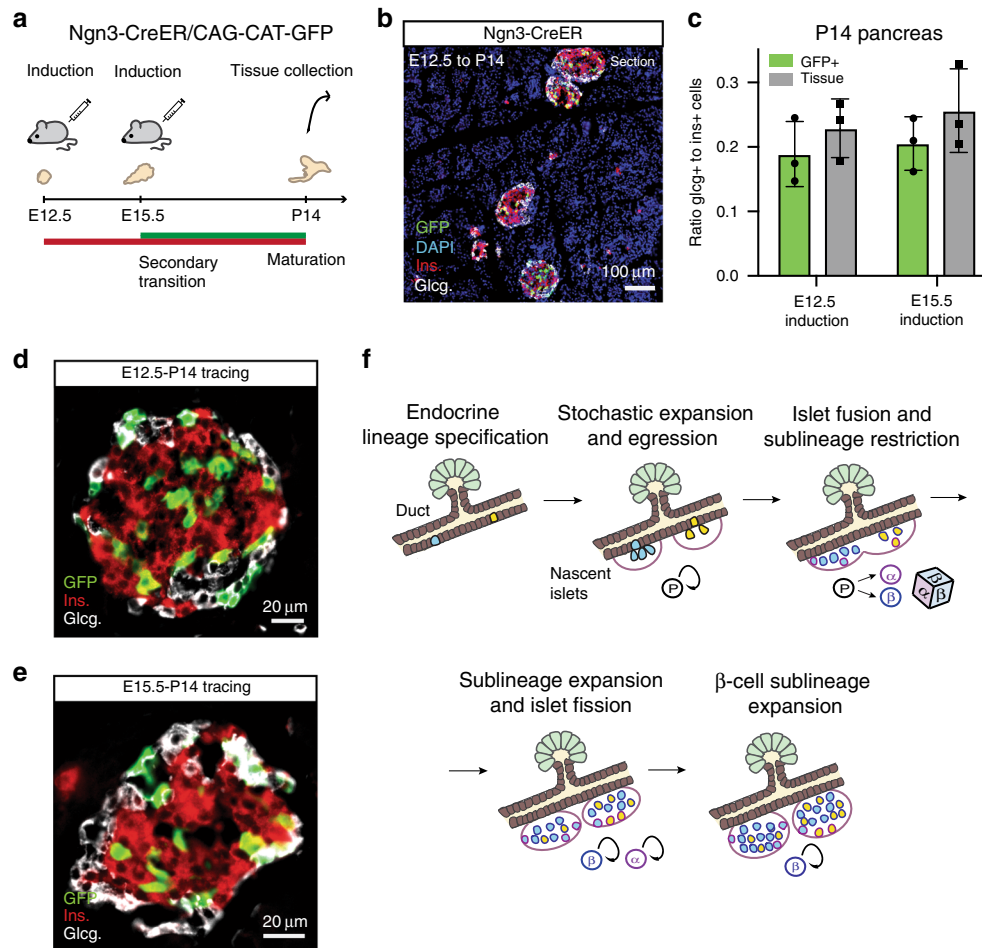 a
Ngn3-CreER/CAG-CAT-GFP
Induction
Induction
Tissue collection
E12.5
E15.5
P14
Secondary
transition
Maturation
b
Ngn3-CreER
E12.5 to P14
Section
GFP
DAPI
Ins.
Glcg.
100 μm
c
P14 pancreas
GFP+
Tissue
Ratio glcg+ to ins+ cells
0.3
0.2
0.1
0.0
E12.5
induction
E15.5
induction
d
E12.5-P14 tracing
GFP
Ins.
Glcg.
20 μm
e
E15.5-P14 tracing
GFP
Ins.
Glcg.
20 μm
f
Endocrine
lineage specification
Duct
Stochastic expansion
and egression
Nascent
islets
P
Islet fusion and
sublineage restriction
P
α
β
β
α
β
Sublineage expansion
and islet fission
β
α
β-cell sublineage
expansion
β